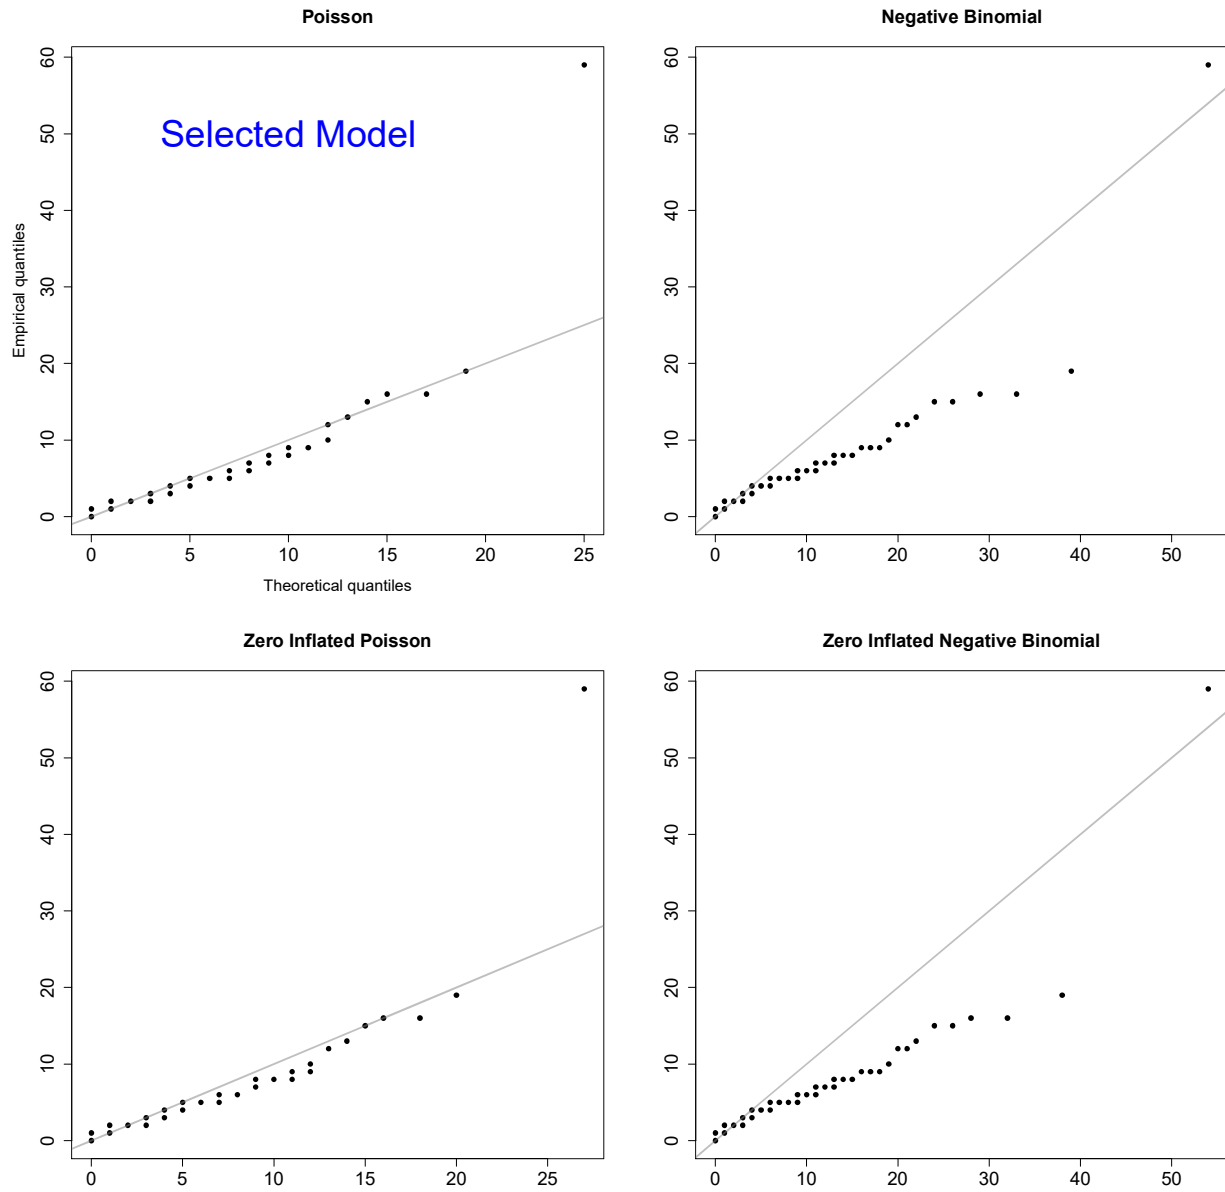 Poisson
Negative Binomial
60
50
40
30
20
10
0
Empirical quantiles
Selected Model
0 5 10 15 20 25
Theoretical quantiles
60
50
40
30
20
10
0
0 10 20 30 40 50
Zero Inflated Poisson
Zero Inflated Negative Binomial
60
50
40
30
20
10
0
0 5 10 15 20 25
60
50
40
30
20
10
0
0 10 20 30 40 50